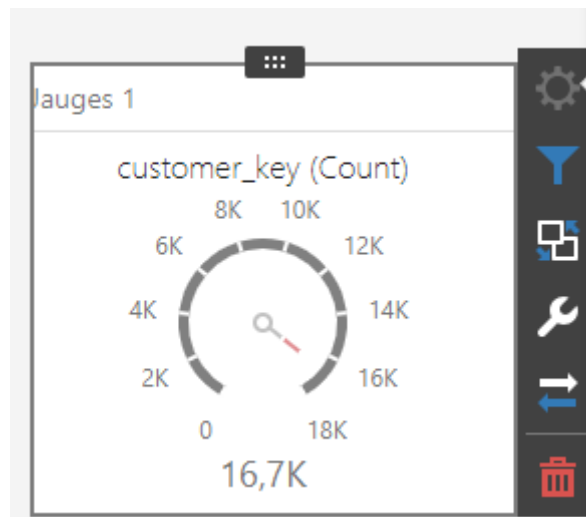 Jauges 1
customer_key (Count)
8K 10K
6K 12K
4K 14K
2K 16K
0 18K
16,7K